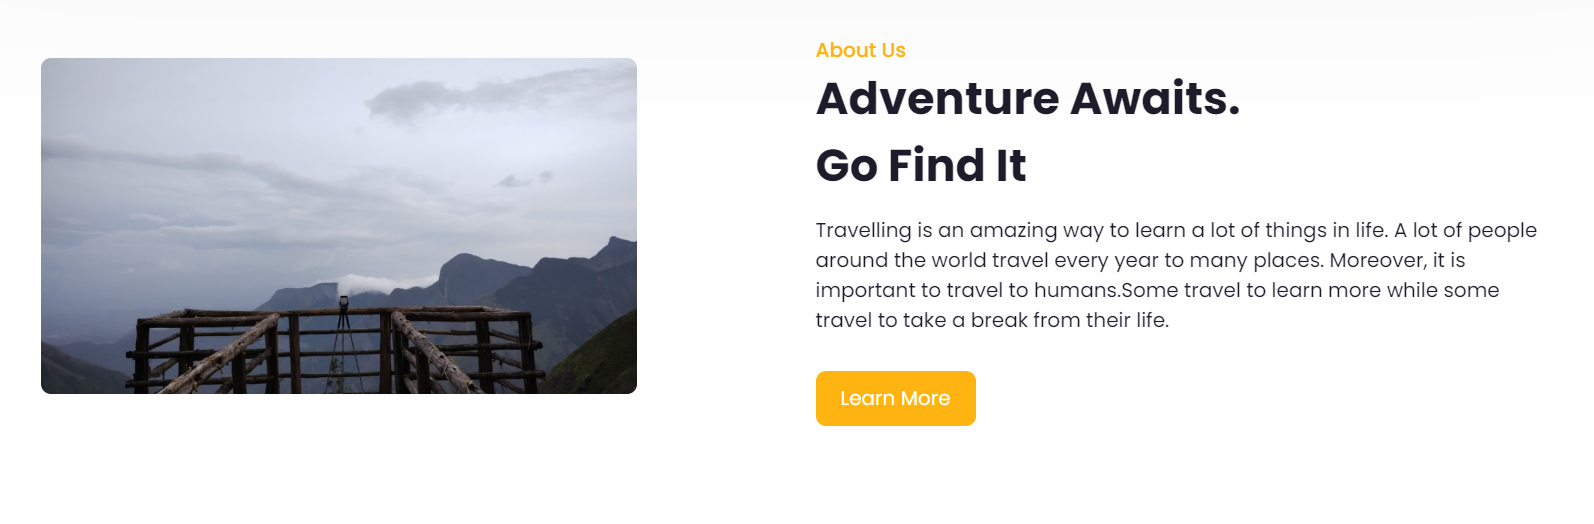 About Us
Adventure Awaits.
Go Find It
Travelling is an amazing way to learn a lot of things in life. A lot of people
around the world travel every year to many places. Moreover, it is
important to travel to humans.Some travel to learn more while some
travel to take a break from their life.
Learn More